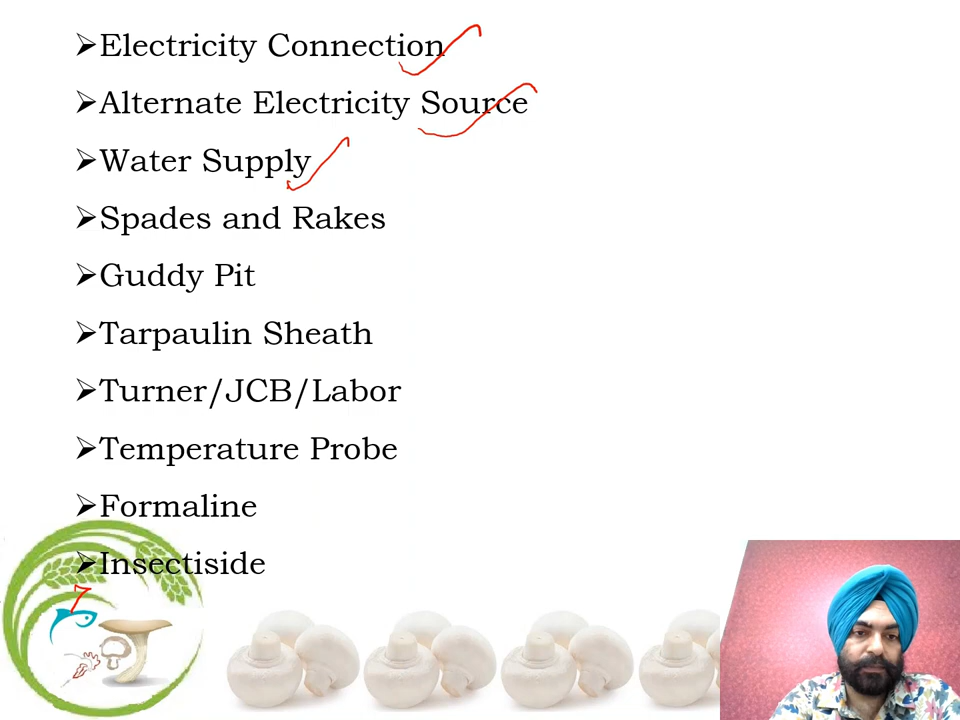 ➢Electricity Connection
➢Alternate Electricity Source
➢Water Supply
➢Spades and Rakes
➢Guddy Pit
➢Tarpaulin Sheath
➢Turner/JCB/Labor
➢Temperature Probe
➢Formaline
➢Insectiside